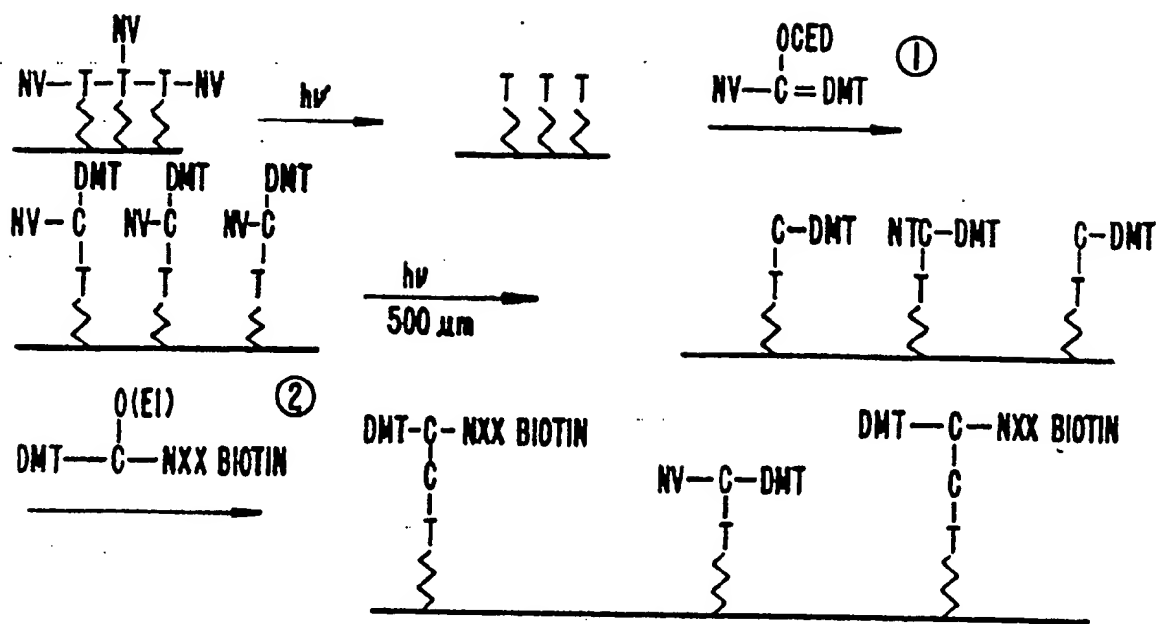 NV
NV—T—T—T—NV
hν
T T T
OCED
NV—C=DMT
①
DMT DMT DMT
NV—C NV—C NV—C
T T T
hν
500 µm
C—DMT NTC—DMT C—DMT
T T T
O(EI)
②
DMT—C—NXX BIOTIN
DMT—C—NXX BIOTIN
C
T
NV—C—DMT
T
DMT—C—NXX BIOTIN
C
T